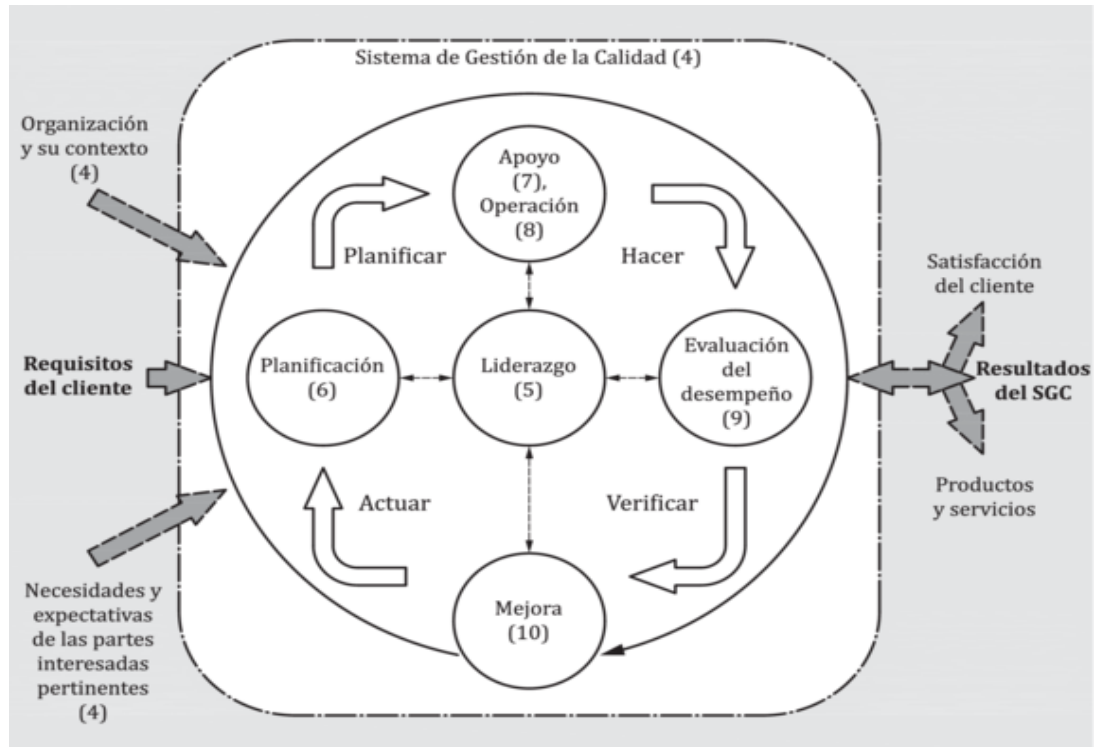 Sistema de Gestión de la Calidad (4)
Organización
y su contexto
(4)
Apoyo
(7),
Operación
(8)
Planificar
Hacer
Satisfacción
del cliente
Requisitos
del cliente
Planificación
(6)
Liderazgo
(5)
Evaluación
del
desempeño
(9)
Resultados
del SGC
Actuar
Verificar
Productos
y servicios
Necesidades y
expectativas
de las partes
interesadas
pertinentes
(4)
Mejora
(10)